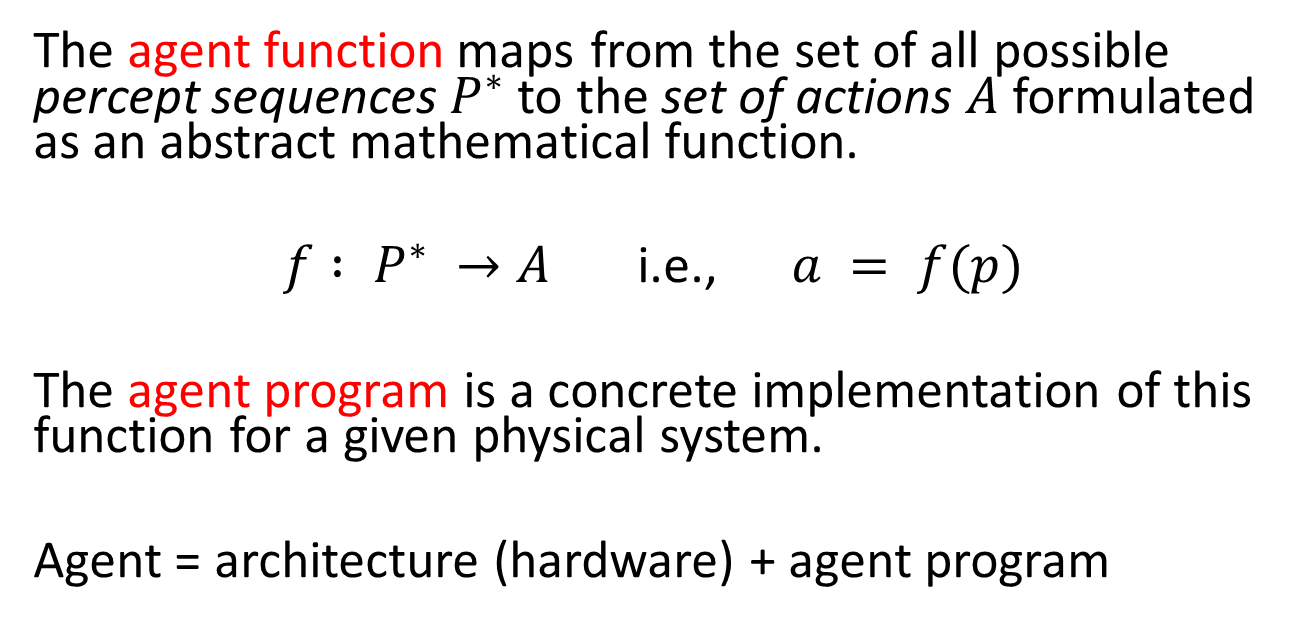 The agent function maps from the set of all possible
percept sequences P* to the set of actions A formulated
as an abstract mathematical function.
f : P* → A i.e., a = f(p)
The agent program is a concrete implementation of this
function for a given physical system.
Agent = architecture (hardware) + agent program